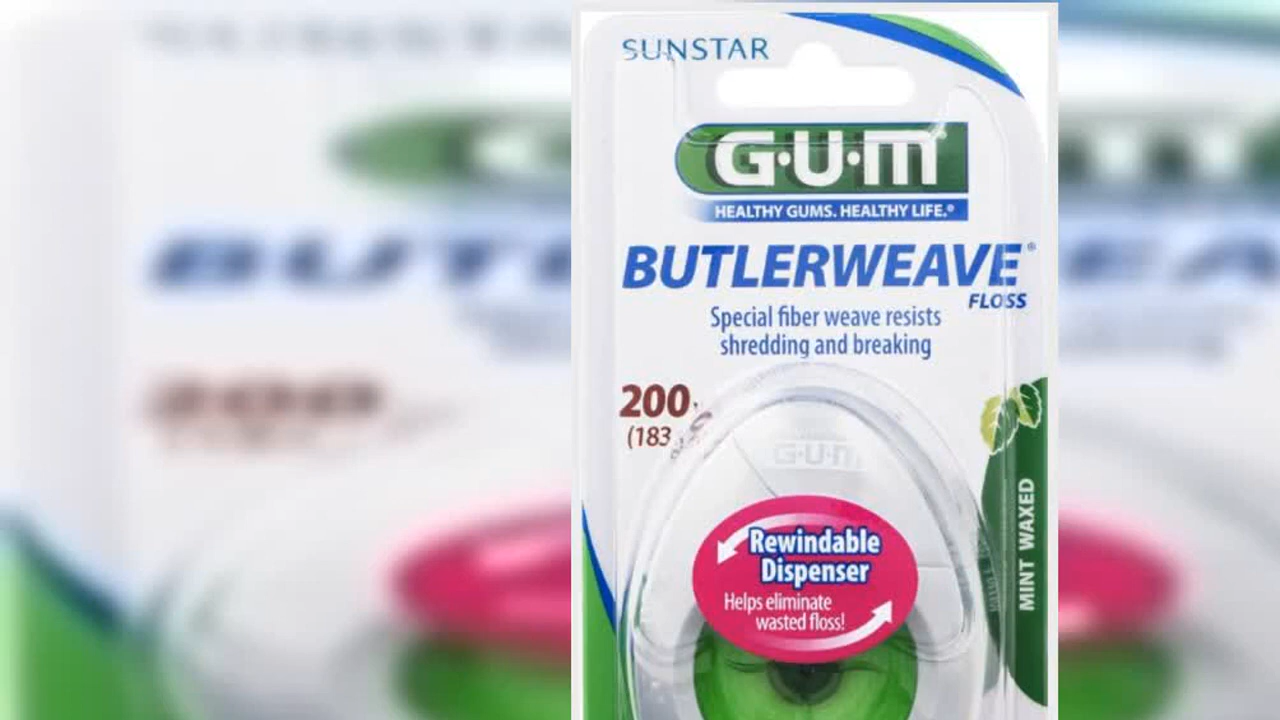 SUNSTAR
G·U·M
HEALTHY GUMS. HEALTHY LIFE.®
BUTLERWEAVE®
FLOSS
Special fiber weave resists
shredding and breaking
200
(183
G·U·M
Rewindable
Dispenser
Helps eliminate
wasted floss!
MINT WAXED